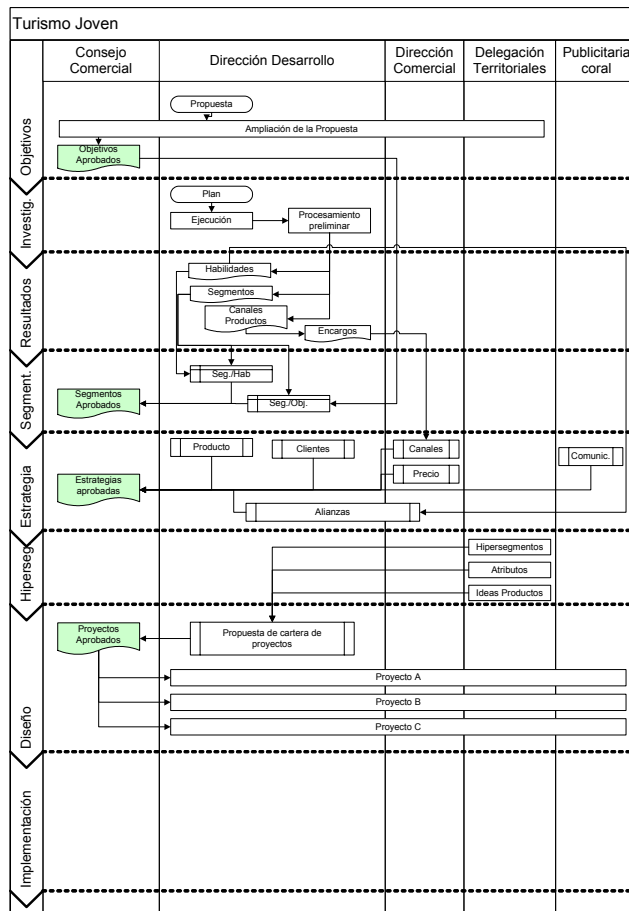 Turismo Joven
Consejo
Comercial
Dirección Desarrollo
Dirección
Comercial
Delegación
Territoriales
Publicitaria
coral
Objetivos
Propuesta
Ampliación de la Propuesta
Objetivos
Aprobados
Investig.
Plan
Ejecución
Procesamiento
preliminar
Resultados
Habilidades
Segmentos
Canales
Productos
Encargos
Segment.
Seg./Hab
Segmentos
Aprobados
Seg./Obj.
Estrategia
Producto
Clientes
Canales
Comunic.
Precio
Estrategias
aprobadas
Alianzas
Hiperseg
Hipersegmentos
Atributos
Ideas Productos
Diseño
Proyectos
Aprobados
Propuesta de cartera de
proyectos
Proyecto A
Proyecto B
Proyecto C
Implementación